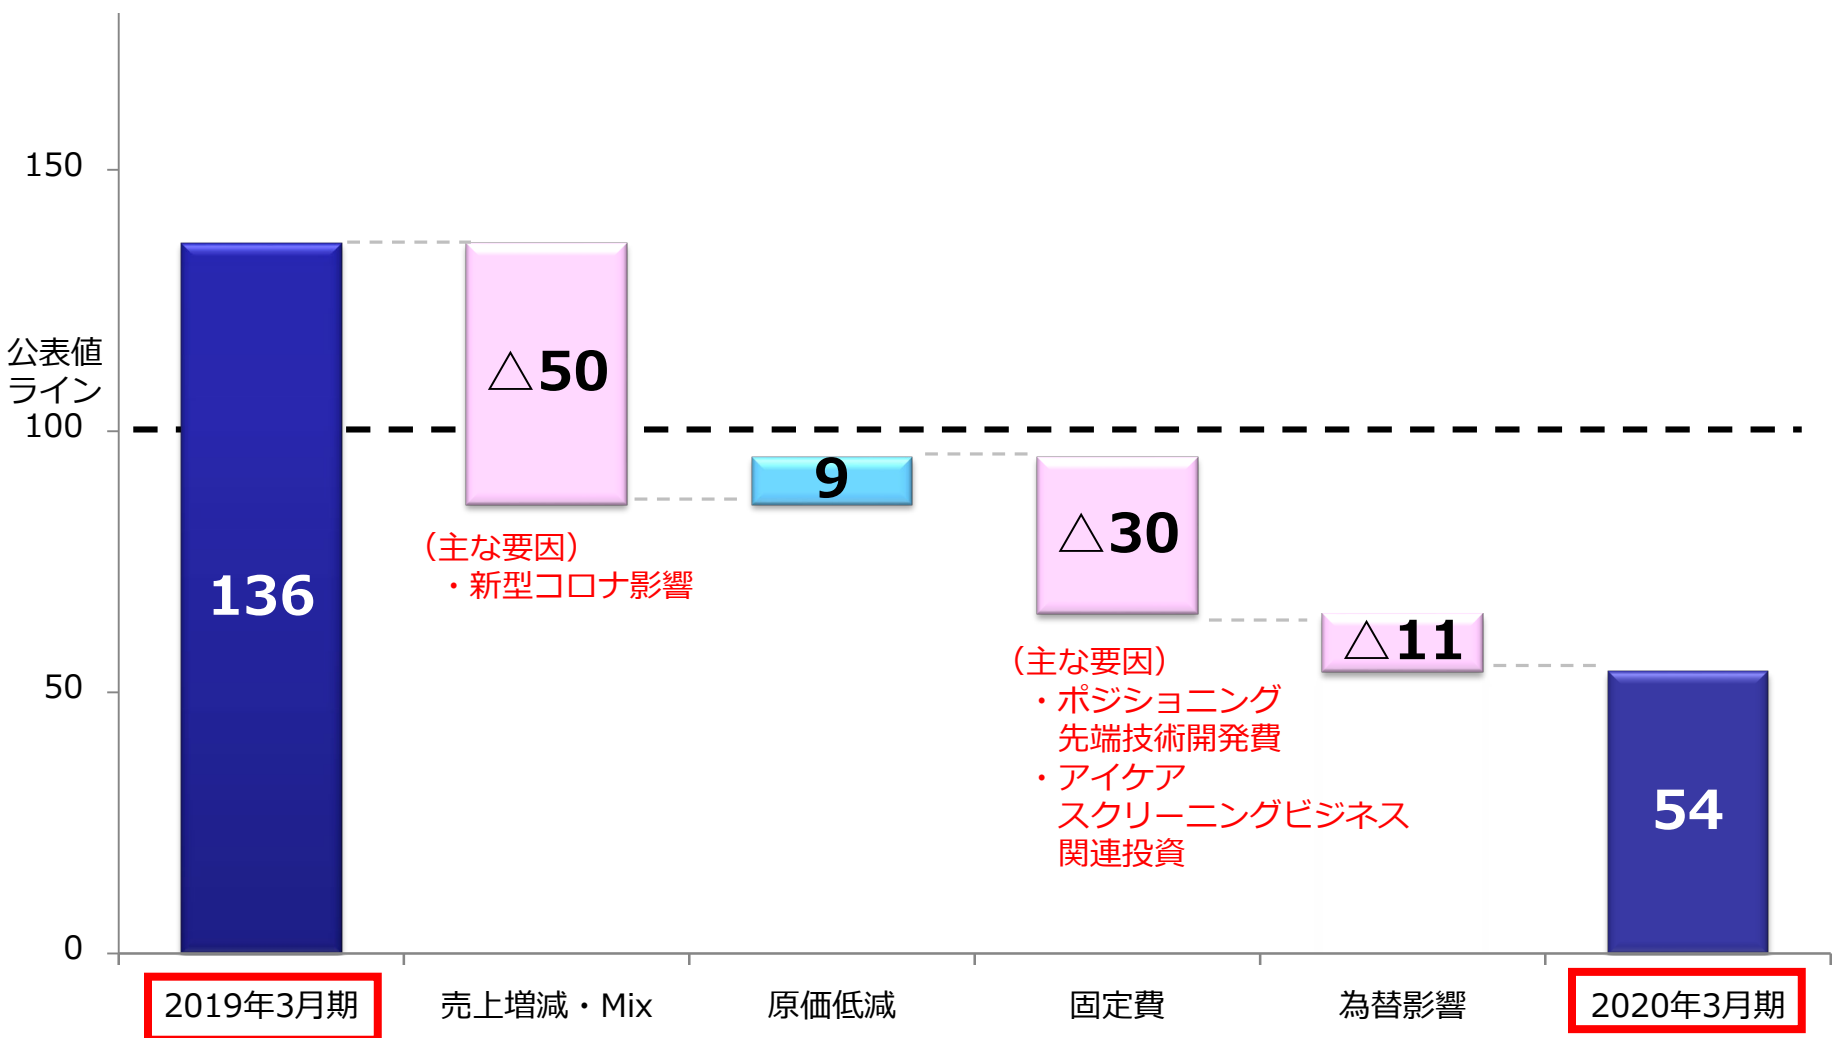 150
公表値
ライン
100
50
0
136
△50
（主な要因）
・新型コロナ影響
9
△30
（主な要因）
・ポジショニング
先端技術開発費
・アイケア
スクリーニングビジネス
関連投資
△11
54
2019年3月期
売上増減・Mix
原価低減
固定費
為替影響
2020年3月期